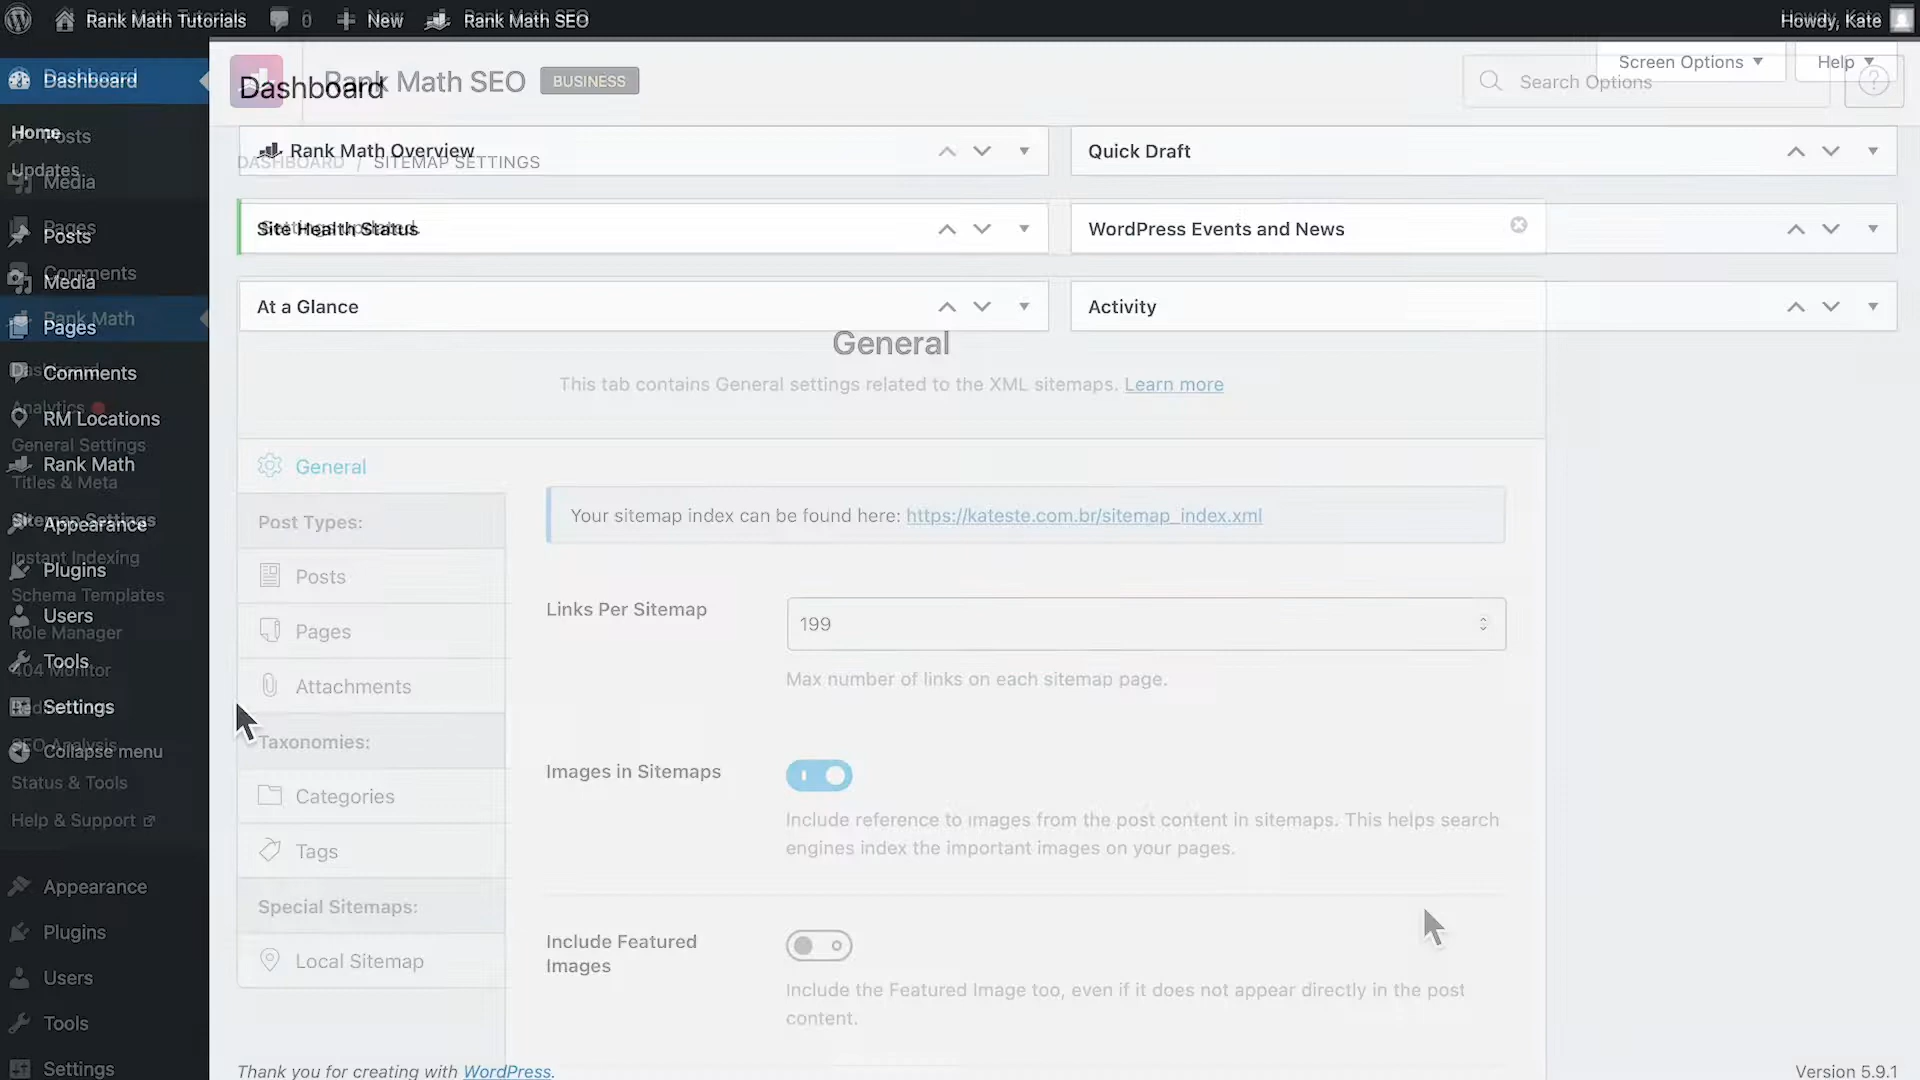 Rank Math Tutorials 0 New Rank Math SEO Howdy, Kate
Dashboard
Home
Posts
Updates
Media
Pages
Posts
Comments
Media
Rank Math
Pages
Dashboard
Comments
Analytics
RM Locations
General Settings
Rank Math
Titles & Meta
Sitemap Settings
Appearance
Instant Indexing
Plugins
Schema Templates
Users
Role Manager
Tools
404 Monitor
Settings
SEO Analysis
Collapse menu
Status & Tools
Help & Support
Appearance
Plugins
Users
Tools
Settings
Dashboard
Rank Math SEO BUSINESS
Search Options
Screen Options
Help
?
Rank Math Overview
Quick Draft
DASHBOARD / SITEMAP SETTINGS
Site Health Status
Settings updated.
WordPress Events and News
At a Glance
Activity
General
This tab contains General settings related to the XML sitemaps. Learn more
General
Post Types:
Posts
Pages
Attachments
Taxonomies:
Categories
Tags
Special Sitemaps:
Local Sitemap
Your sitemap index can be found here: https://kateste.com.br/sitemap_index.xml
Links Per Sitemap
199
Max number of links on each sitemap page.
Images in Sitemaps
Include reference to images from the post content in sitemaps. This helps search
engines index the important images on your pages.
Include Featured
Images
Include the Featured Image too, even if it does not appear directly in the post
content.
Thank you for creating with WordPress.
Version 5.9.1